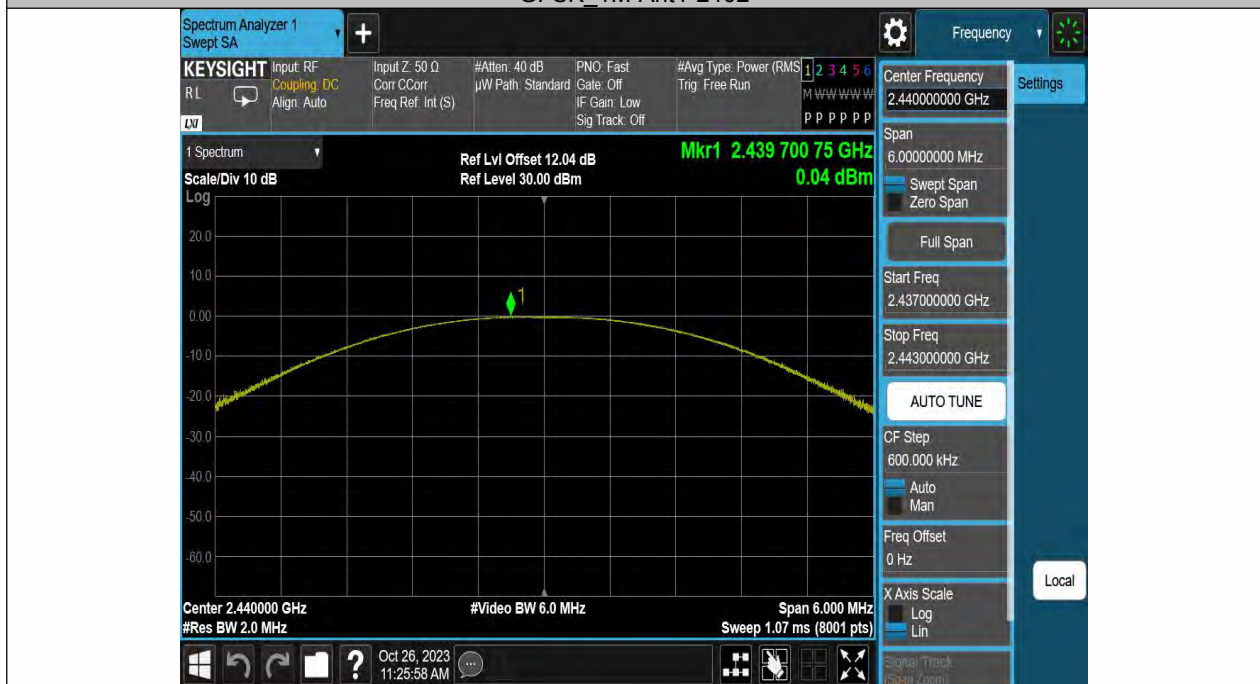 Spectrum Analyzer 1
Swept SA
Frequency
KEYSIGHT
RL
LXI
Input: RF
Coupling: DC
Align: Auto
Input Z: 50 Ω
Corr CCorr
Freq Ref: Int (S)
#Atten: 40 dB
µW Path: Standard
PNO: Fast
Gate: Off
IF Gain: Low
Sig Track: Off
#Avg Type: Power (RMS
Trig: Free Run
1 2 3 4 5 6
M W W W W W
P P P P P P
1 Spectrum
Scale/Div 10 dB
Log
Ref Lvl Offset 12.04 dB
Ref Level 30.00 dBm
Mkr1 2.439 700 75 GHz
0.04 dBm
20.0
10.0
0.00
-10.0
-20.0
-30.0
-40.0
-50.0
-60.0
1
Center 2.440000 GHz
#Res BW 2.0 MHz
#Video BW 6.0 MHz
Span 6.000 MHz
Sweep 1.07 ms (8001 pts)
Center Frequency
2.440000000 GHz
Settings
Span
6.00000000 MHz
Swept Span
Zero Span
Full Span
Start Freq
2.437000000 GHz
Stop Freq
2.443000000 GHz
AUTO TUNE
CF Step
600.000 kHz
Auto
Man
Freq Offset
0 Hz
X Axis Scale
Log
Lin
Signal Track
(Span Zoom)
Local
?
Oct 26, 2023
11:25:58 AM